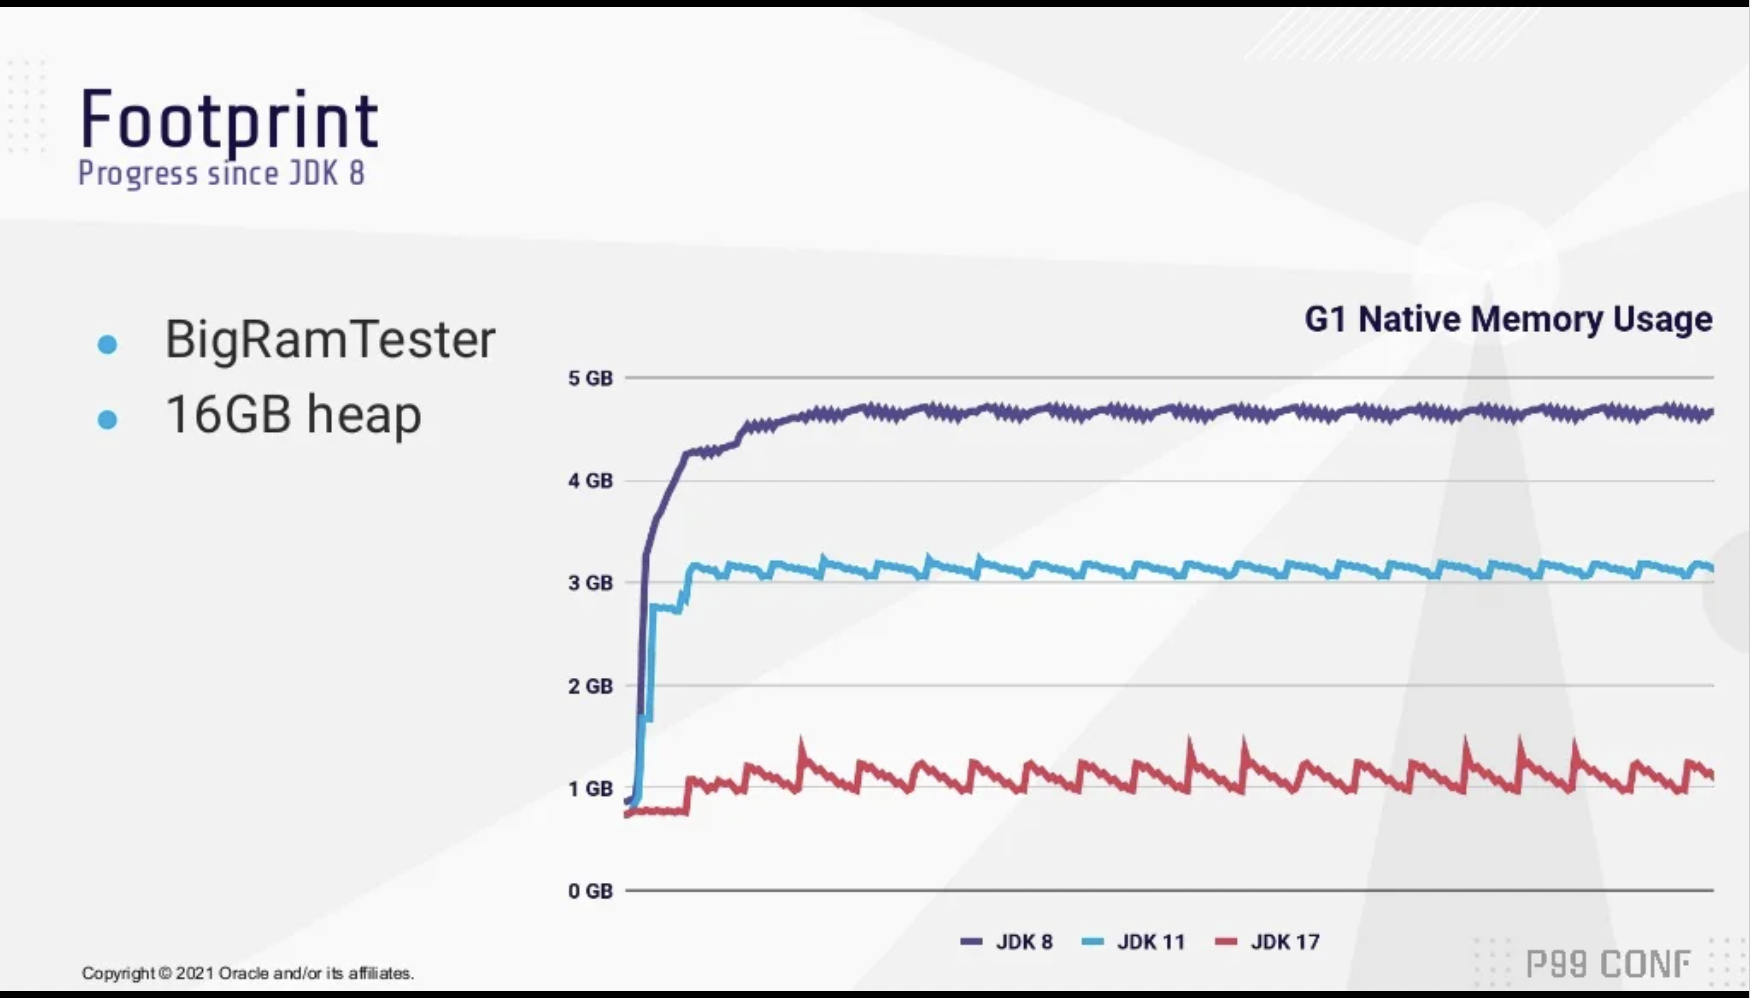 Footprint
Progress since JDK 8
BigRamTester
16GB heap
G1 Native Memory Usage
5 GB
4 GB
3 GB
2 GB
1 GB
0 GB
JDK 8 JDK 11 JDK 17
Copyright © 2021 Oracle and/or its affiliates.
P99 CONF